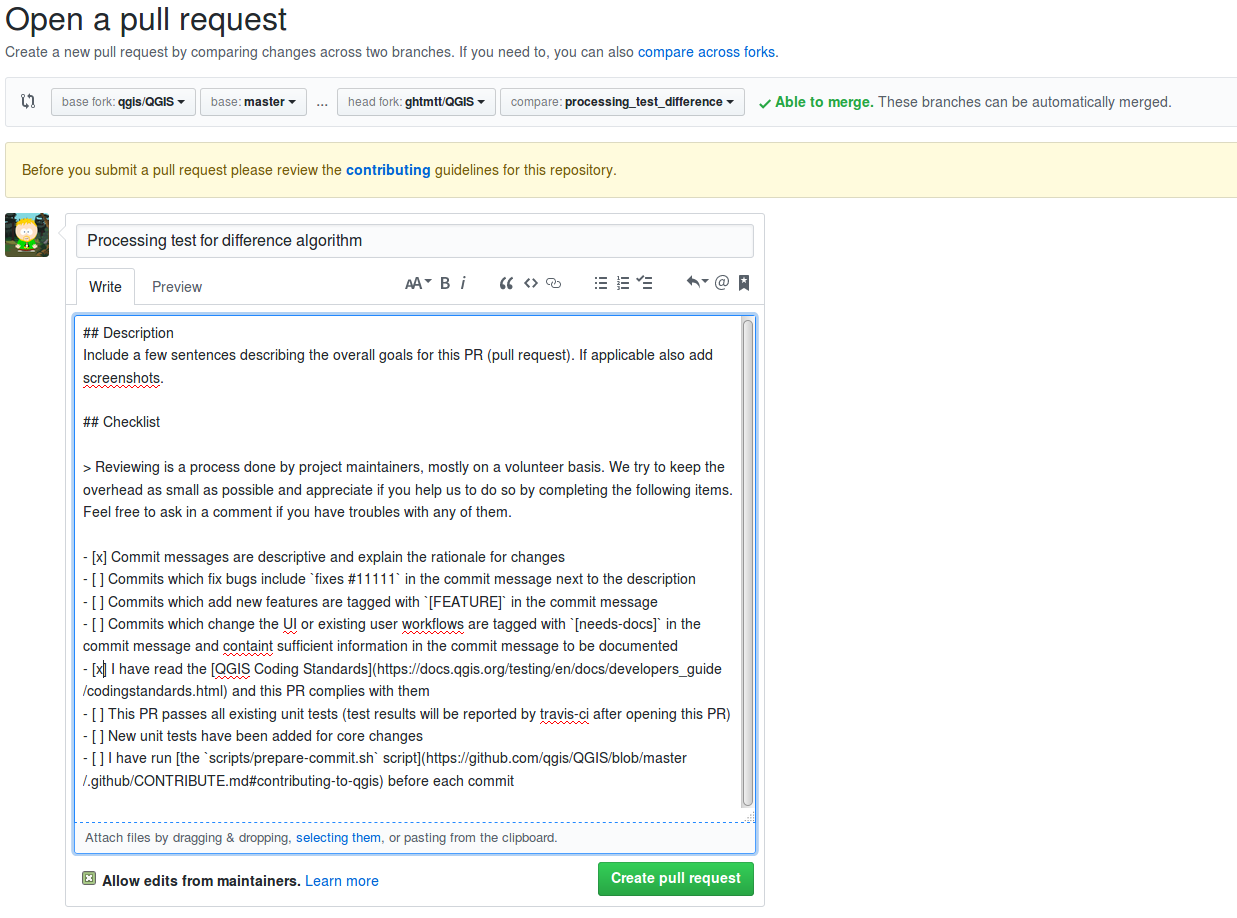 Open a pull request
Create a new pull request by comparing changes across two branches. If you need to, you can also compare across forks.
base fork: qgis/QGIS base: master ... head fork: ghtmtt/QGIS compare: processing_test_difference Able to merge. These branches can be automatically merged.
Before you submit a pull request please review the contributing guidelines for this repository.
Processing test for difference algorithm
Write Preview AA B i @
## Description
Include a few sentences describing the overall goals for this PR (pull request). If applicable also add
screenshots.
## Checklist
> Reviewing is a process done by project maintainers, mostly on a volunteer basis. We try to keep the
overhead as small as possible and appreciate if you help us to do so by completing the following items.
Feel free to ask in a comment if you have troubles with any of them.
- [x] Commit messages are descriptive and explain the rationale for changes
- [ ] Commits which fix bugs include `fixes #11111` in the commit message next to the description
- [ ] Commits which add new features are tagged with `[FEATURE]` in the commit message
- [ ] Commits which change the UI or existing user workflows are tagged with `[needs-docs]` in the
commit message and containt sufficient information in the commit message to be documented
- [x] I have read the [QGIS Coding Standards](https://docs.qgis.org/testing/en/docs/developers_guide
/codingstandards.html) and this PR complies with them
- [ ] This PR passes all existing unit tests (test results will be reported by travis-ci after opening this PR)
- [ ] New unit tests have been added for core changes
- [ ] I have run [the `scripts/prepare-commit.sh` script](https://github.com/qgis/QGIS/blob/master
/.github/CONTRIBUTE.md#contributing-to-qgis) before each commit
Attach files by dragging & dropping, selecting them, or pasting from the clipboard.
Allow edits from maintainers. Learn more Create pull request